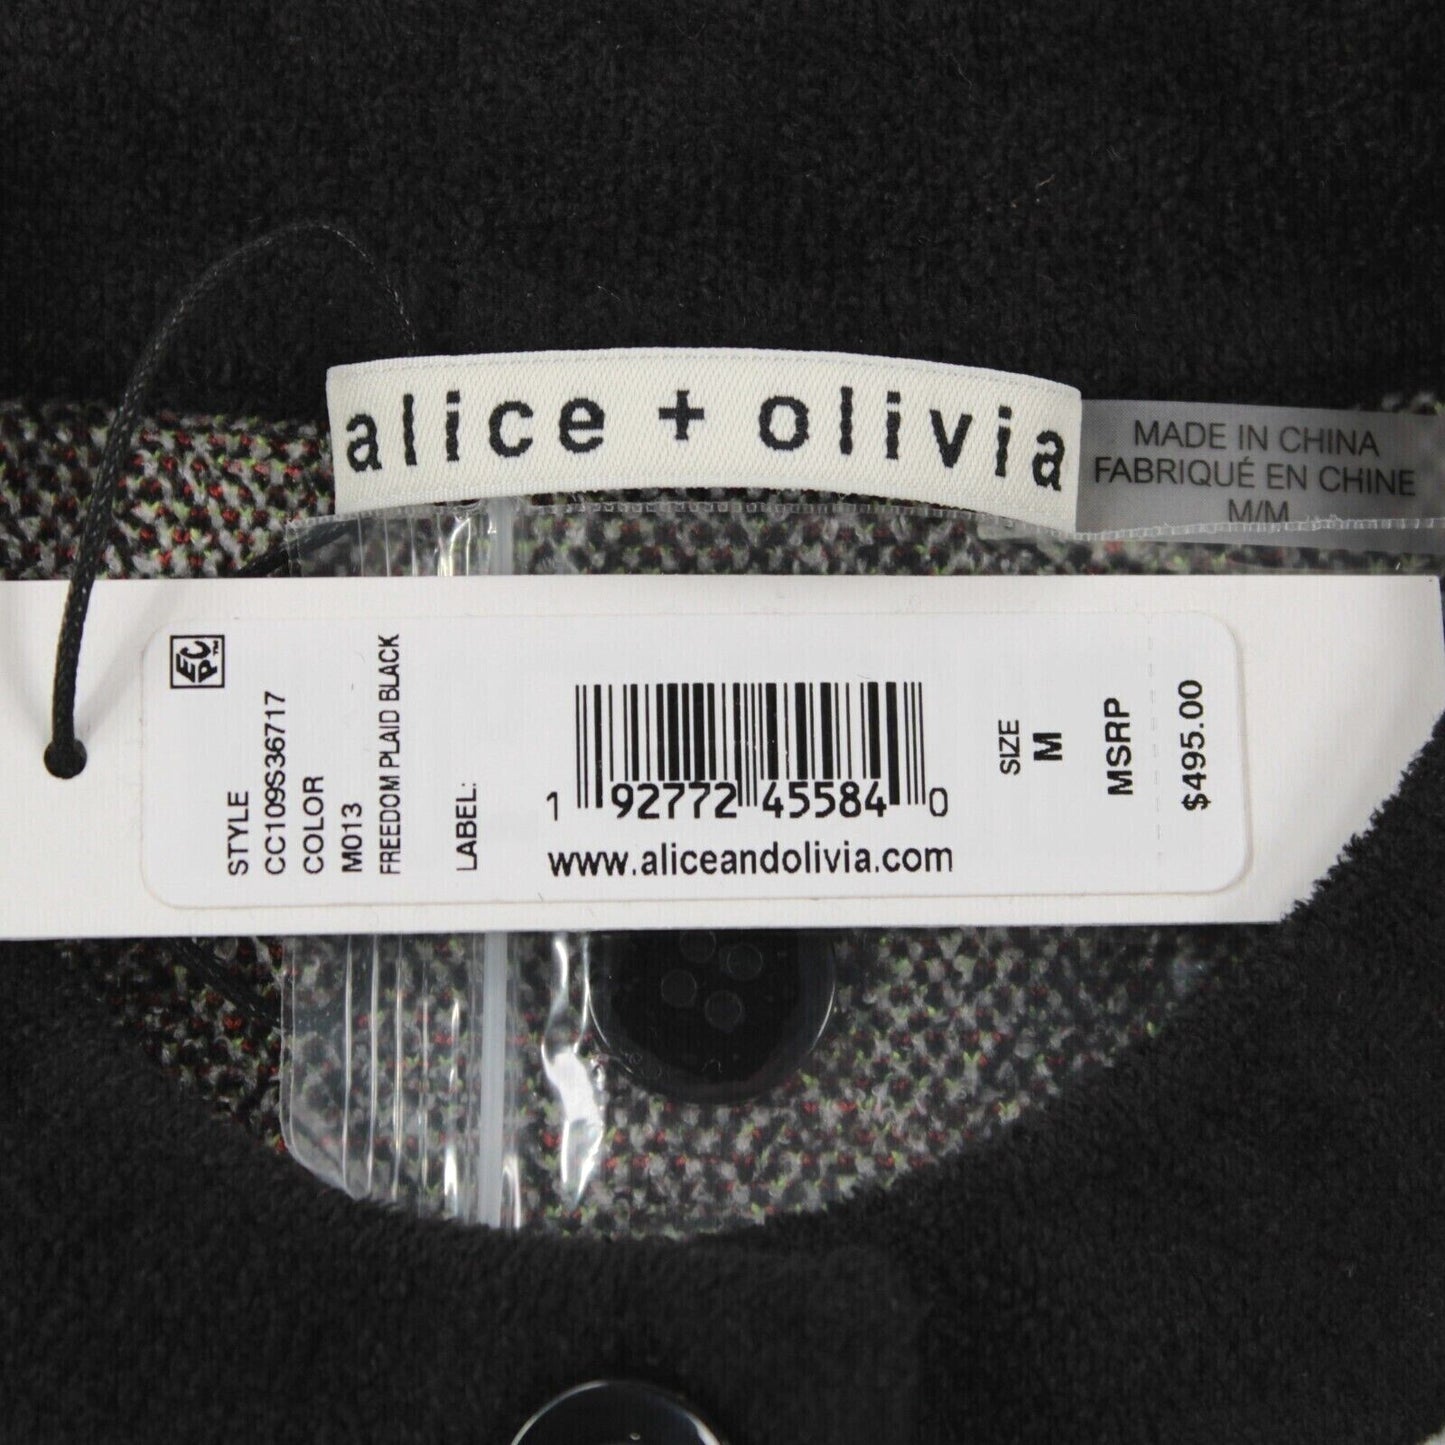 alice + olivia
MADE IN CHINA
FABRIQUÉ EN CHINE
M/M
EPC™
STYLE
CC109S36717
COLOR
M013
FREEDOM PLAID BLACK
LABEL:
1 92772 45584 0
www.aliceandolivia.com
SIZE
M
MSRP
$495.00